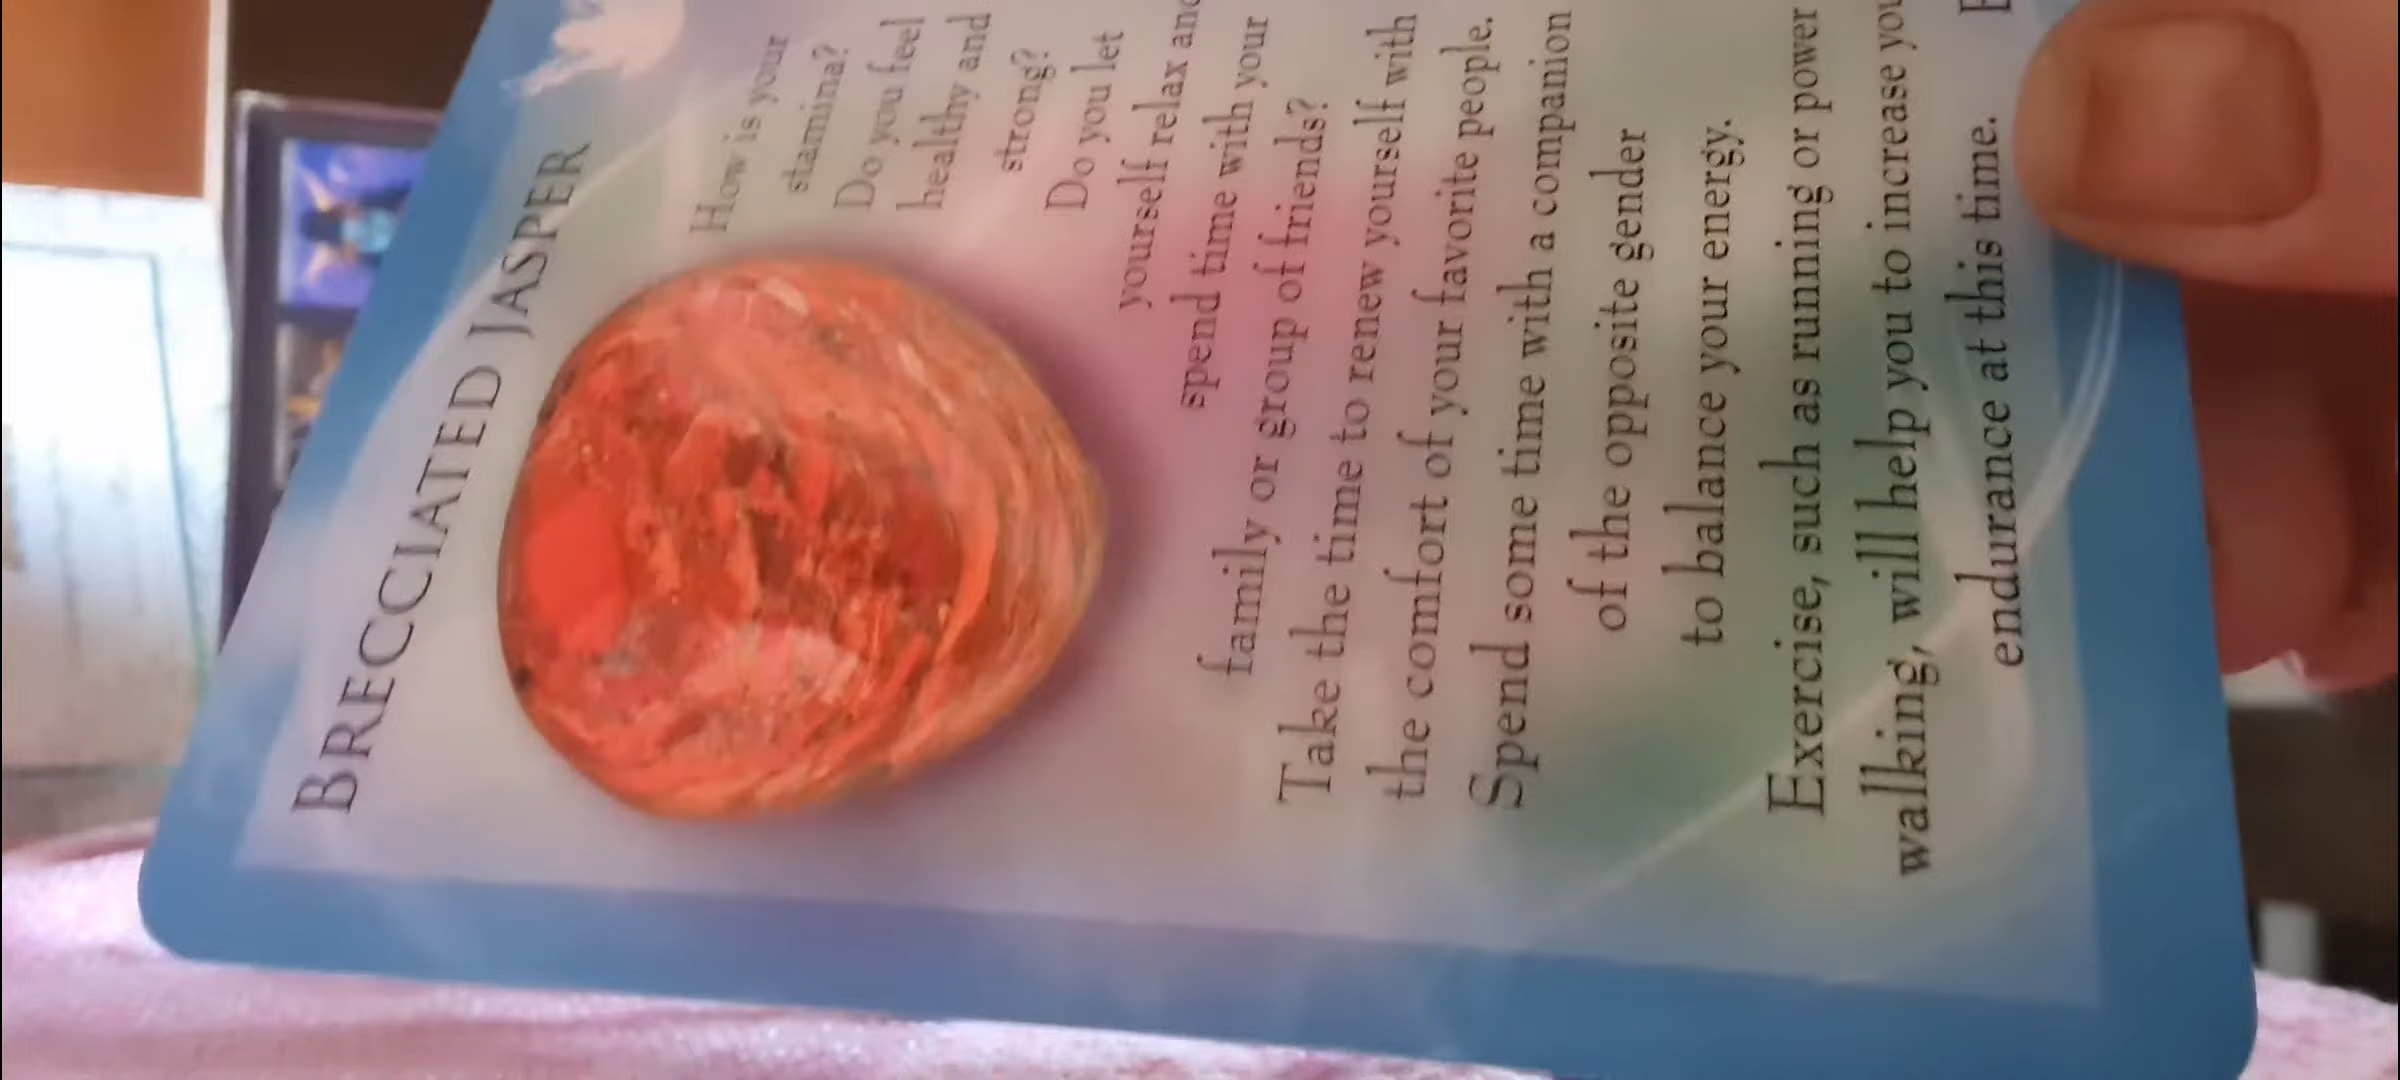 BRECCIATED JASPER
How is your
stamina?
Do you feel
healthy and
strong?
Do you let
yourself relax and
spend time with your
family or group of friends?
Take the time to renew yourself with
the comfort of your favorite people.
Spend some time with a companion
of the opposite gender
to balance your energy.
Exercise, such as running or power
walking, will help you to increase
endurance at this time.